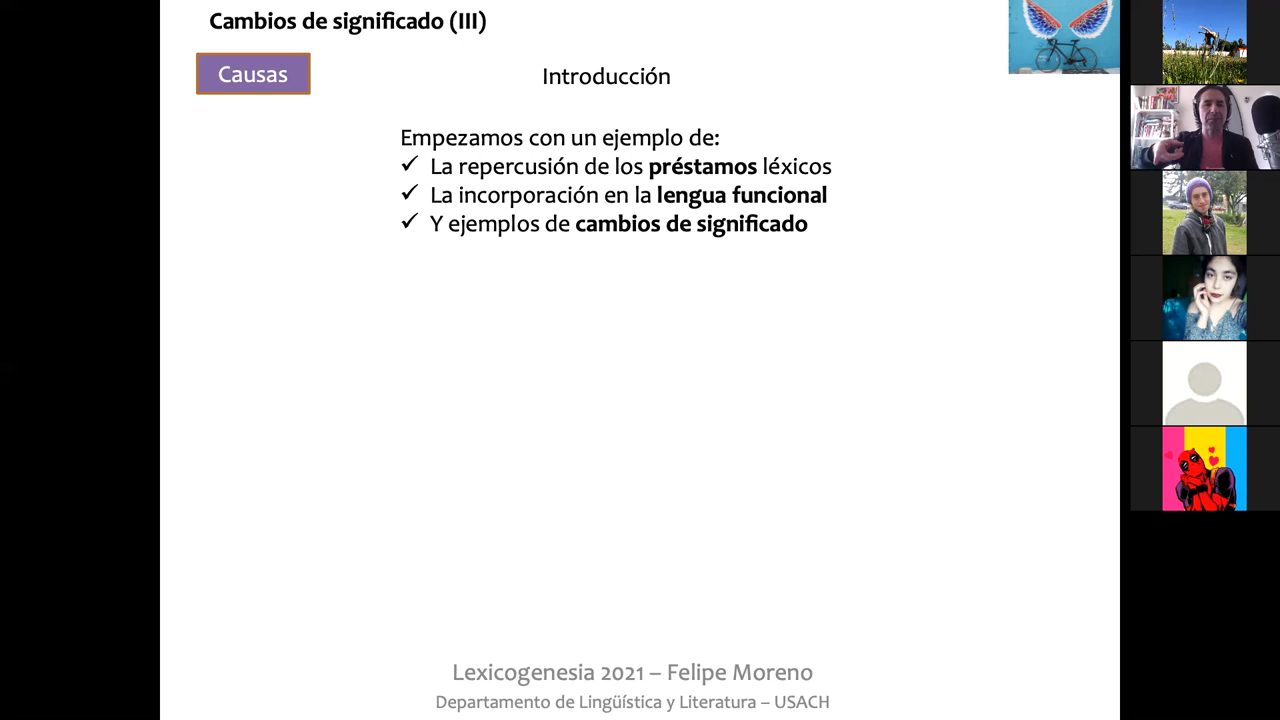 Cambios de significado (III)
Causas
Introducción
Empezamos con un ejemplo de:
✓ La repercusión de los préstamos léxicos
✓ La incorporación en la lengua funcional
✓ Y ejemplos de cambios de significado
Lexicogenesia 2021 – Felipe Moreno
Departamento de Lingüística y Literatura – USACH